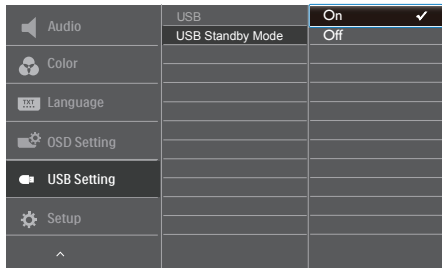 Audio
Color
TXT Language
OSD Setting
USB Setting
Setup
USB
USB Standby Mode
On
Off